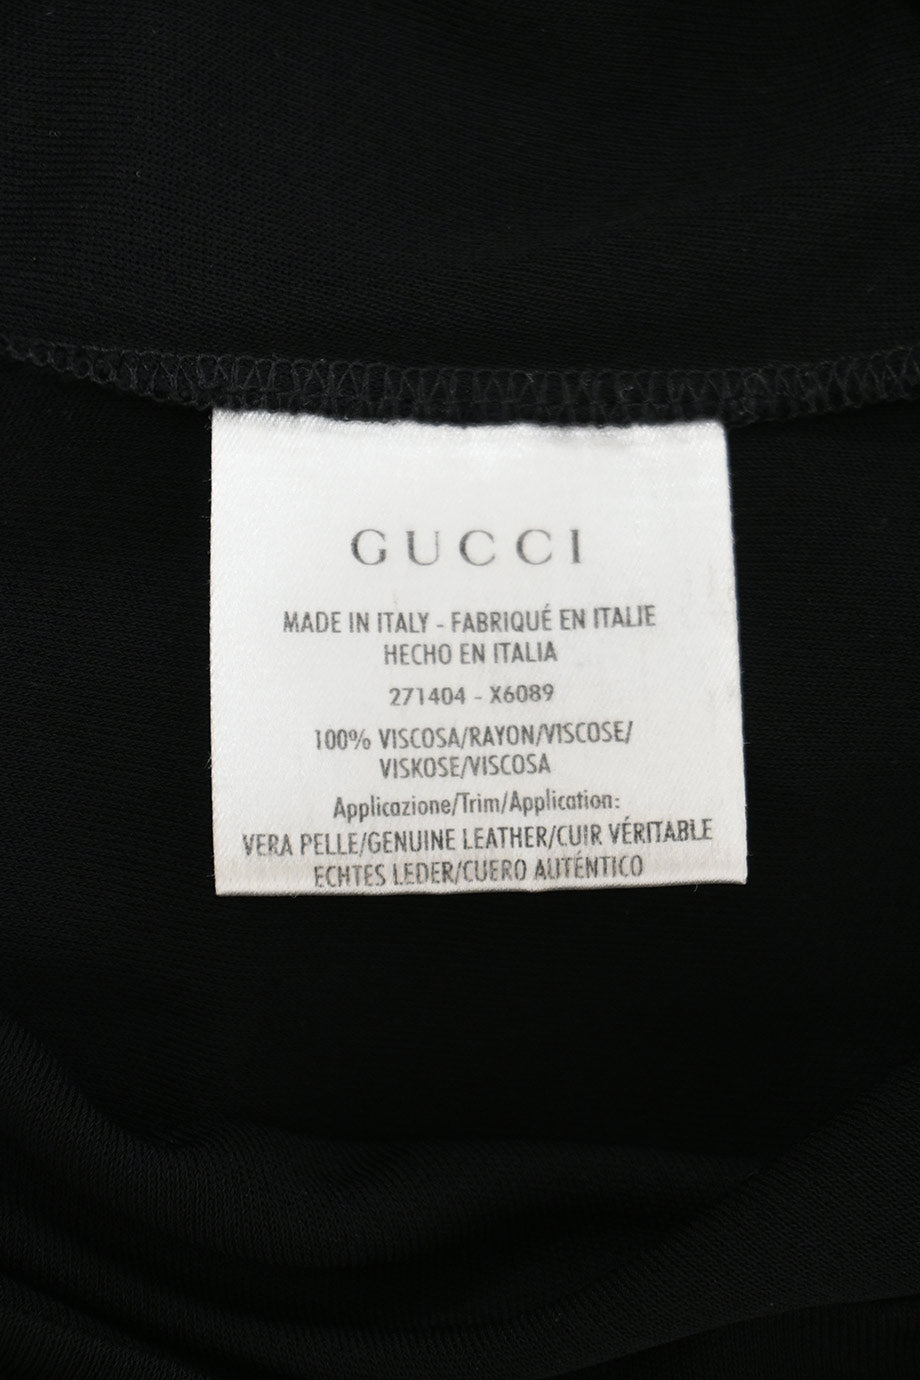 GUCCI
MADE IN ITALY - FABRIQUÉ EN ITALIE
HECHO EN ITALIA
271404 - X6089
100% VISCOSA/RAYON/VISCOSE/
VISKOSE/VISCOSA
Applicazione/Trim/Application:
VERA PELLE/GENUINE LEATHER/CUIR VÉRITABLE
ECHTES LEDER/CUERO AUTÉNTICO